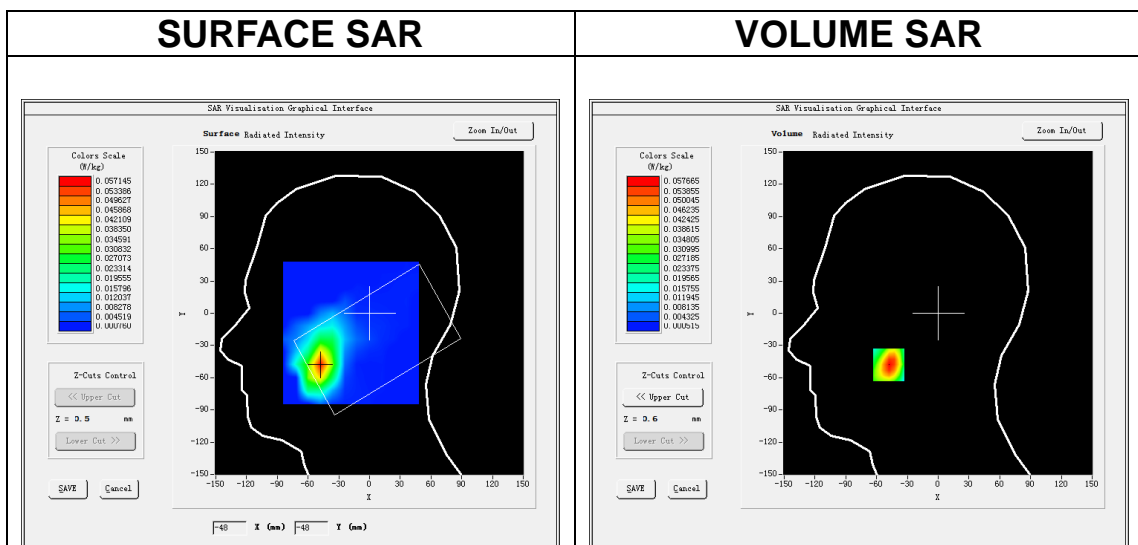 SURFACE SAR
VOLUME SAR
SAR Visualisation Graphical Interface
Surface Radiated Intensity
Zoom In/Out
Colors Scale
(W/kg)
0.057145
0.053386
0.049627
0.045868
0.042109
0.038350
0.034591
0.030832
0.027073
0.023314
0.019555
0.015796
0.012037
0.008278
0.004519
0.000760
Z-Cuts Control
<< Upper Cut
Z = 0.5 mm
Lower Cut >>
SAVE Cancel
150
120
90
60
30
0
-30
-60
-90
-120
-150
Y
-150 -120 -90 -60 -30 0 30 60 90 120 150
X
-48 X (mm) -48 Y (mm)
SAR Visualisation Graphical Interface
Volume Radiated Intensity
Zoom In/Out
Colors Scale
(W/kg)
0.057665
0.053855
0.050045
0.046235
0.042425
0.038615
0.034805
0.030995
0.027185
0.023375
0.019565
0.015755
0.011945
0.008135
0.004325
0.000515
Z-Cuts Control
<< Upper Cut
Z = 0.6 mm
Lower Cut >>
SAVE Cancel
150
120
90
60
30
0
-30
-60
-90
-120
-150
Y
-150 -120 -90 -60 -30 0 30 60 90 120 150
X